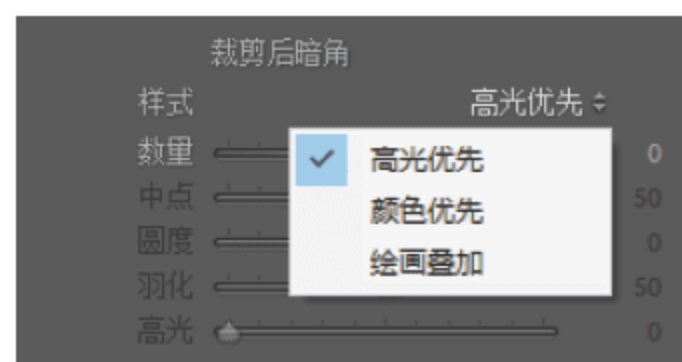 裁剪后暗角
样式 高光优先
数量 0
高光优先
中点 50
颜色优先
圆度 0
绘画叠加
羽化 50
高光 0